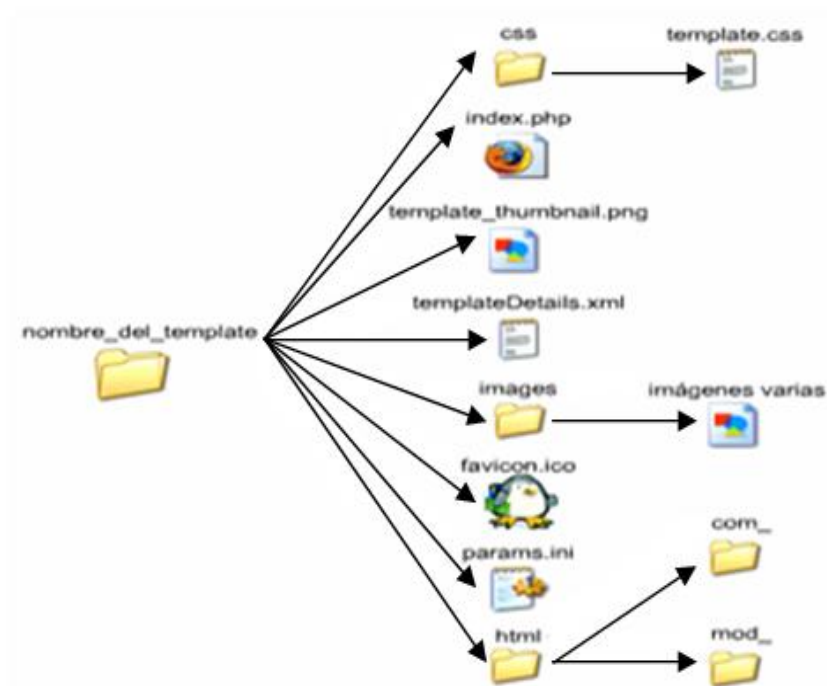 css
template.css
index.php
template_thumbnail.png
templateDetails.xml
nombre_del_template
images
imágenes varias
favicon.ico
com_
params.ini
html
mod_